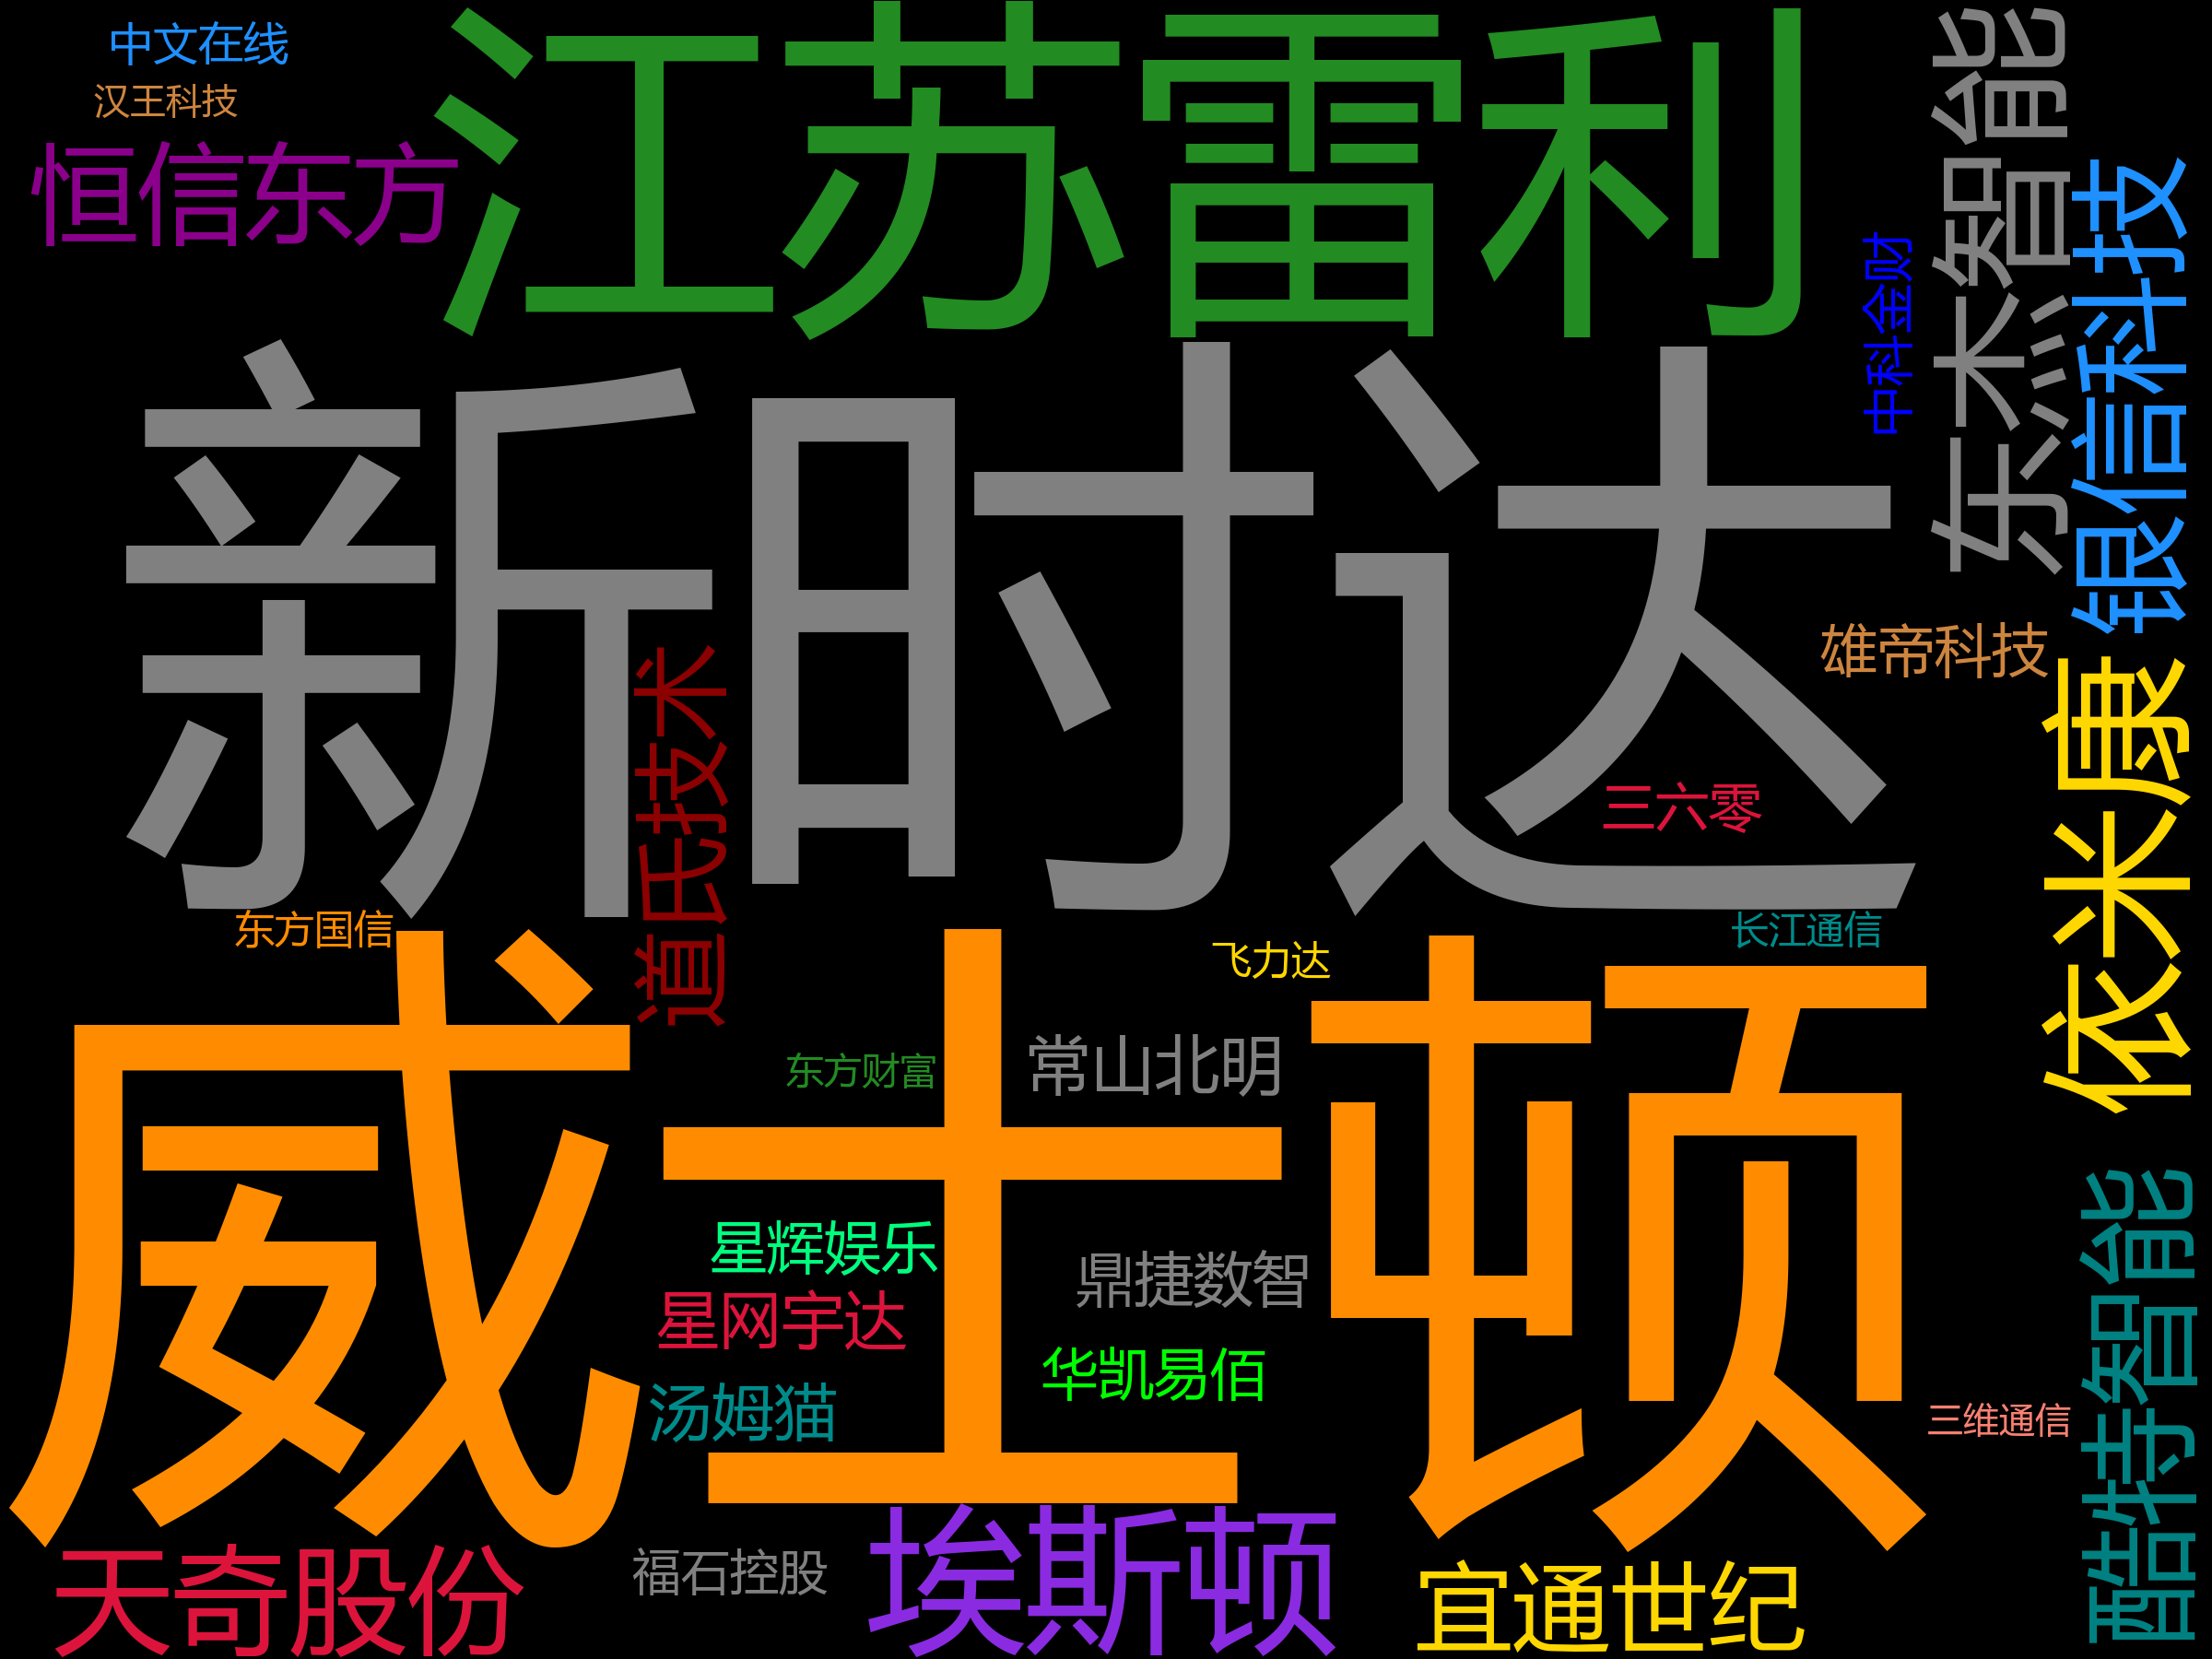 中文在线
汉王科技
恒信东方
江苏雷利
中科金财
东杰智能
银信科技
新时达
雄帝科技
三六零
道氏技术
依米康
东方国信
长江通信
飞力达
威士顿
常山北明
东方财富
星辉娱乐
鼎捷数智
星网宇达
华凯易佰
汤姆猫
三维通信
酷特智能
天奇股份
福石控股
埃斯顿
宜通世纪